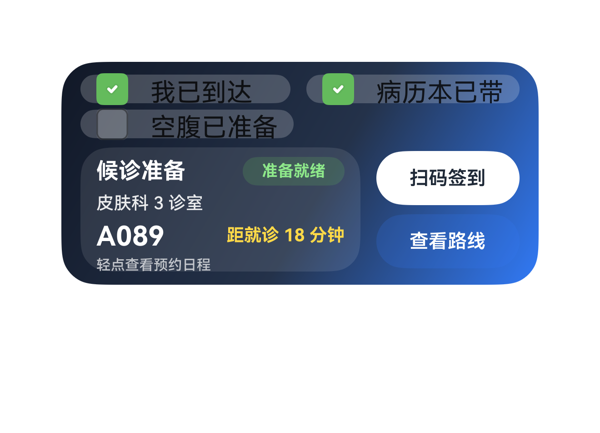 我已到达
病历本已带
空腹已准备
候诊准备
准备就绪
皮肤科 3 诊室
A089
距就诊 18 分钟
轻点查看预约日程
扫码签到
查看路线